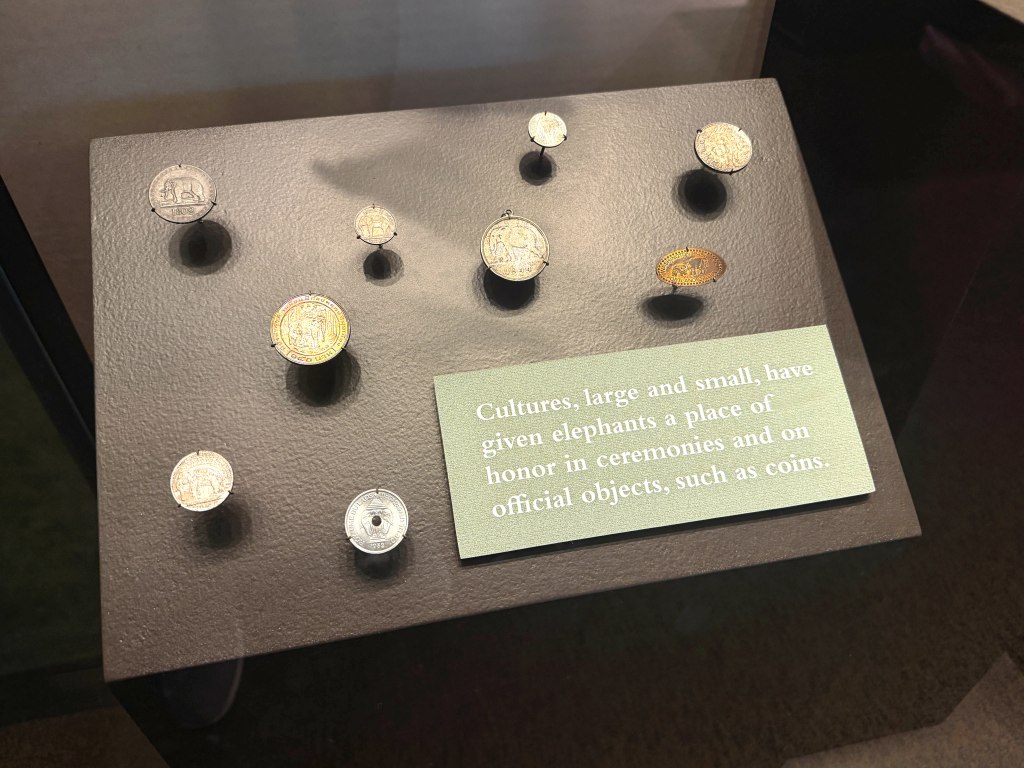 Cultures, large and small, have
given elephants a place of
honor in ceremonies and on
official objects, such as coins.